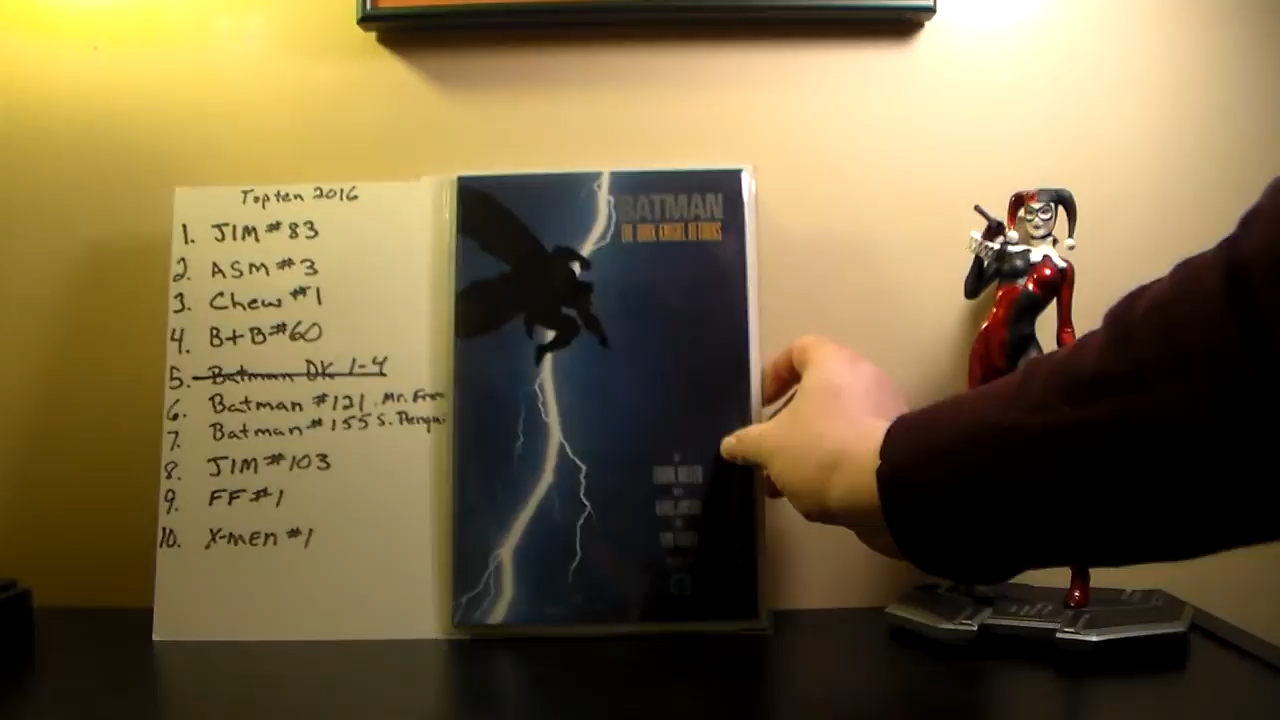 Top ten 2016
1. JIM #83
2. ASM #3
3. Chew #1
4. B+B #60
5. Batman DK 1-4
6. Batman #121 Mr. Free
7. Batman #155 S. Pengu
8. JIM #103
9. FF #1
10. X-men #1
BATMAN
THE DARK KNIGHT RETURNS